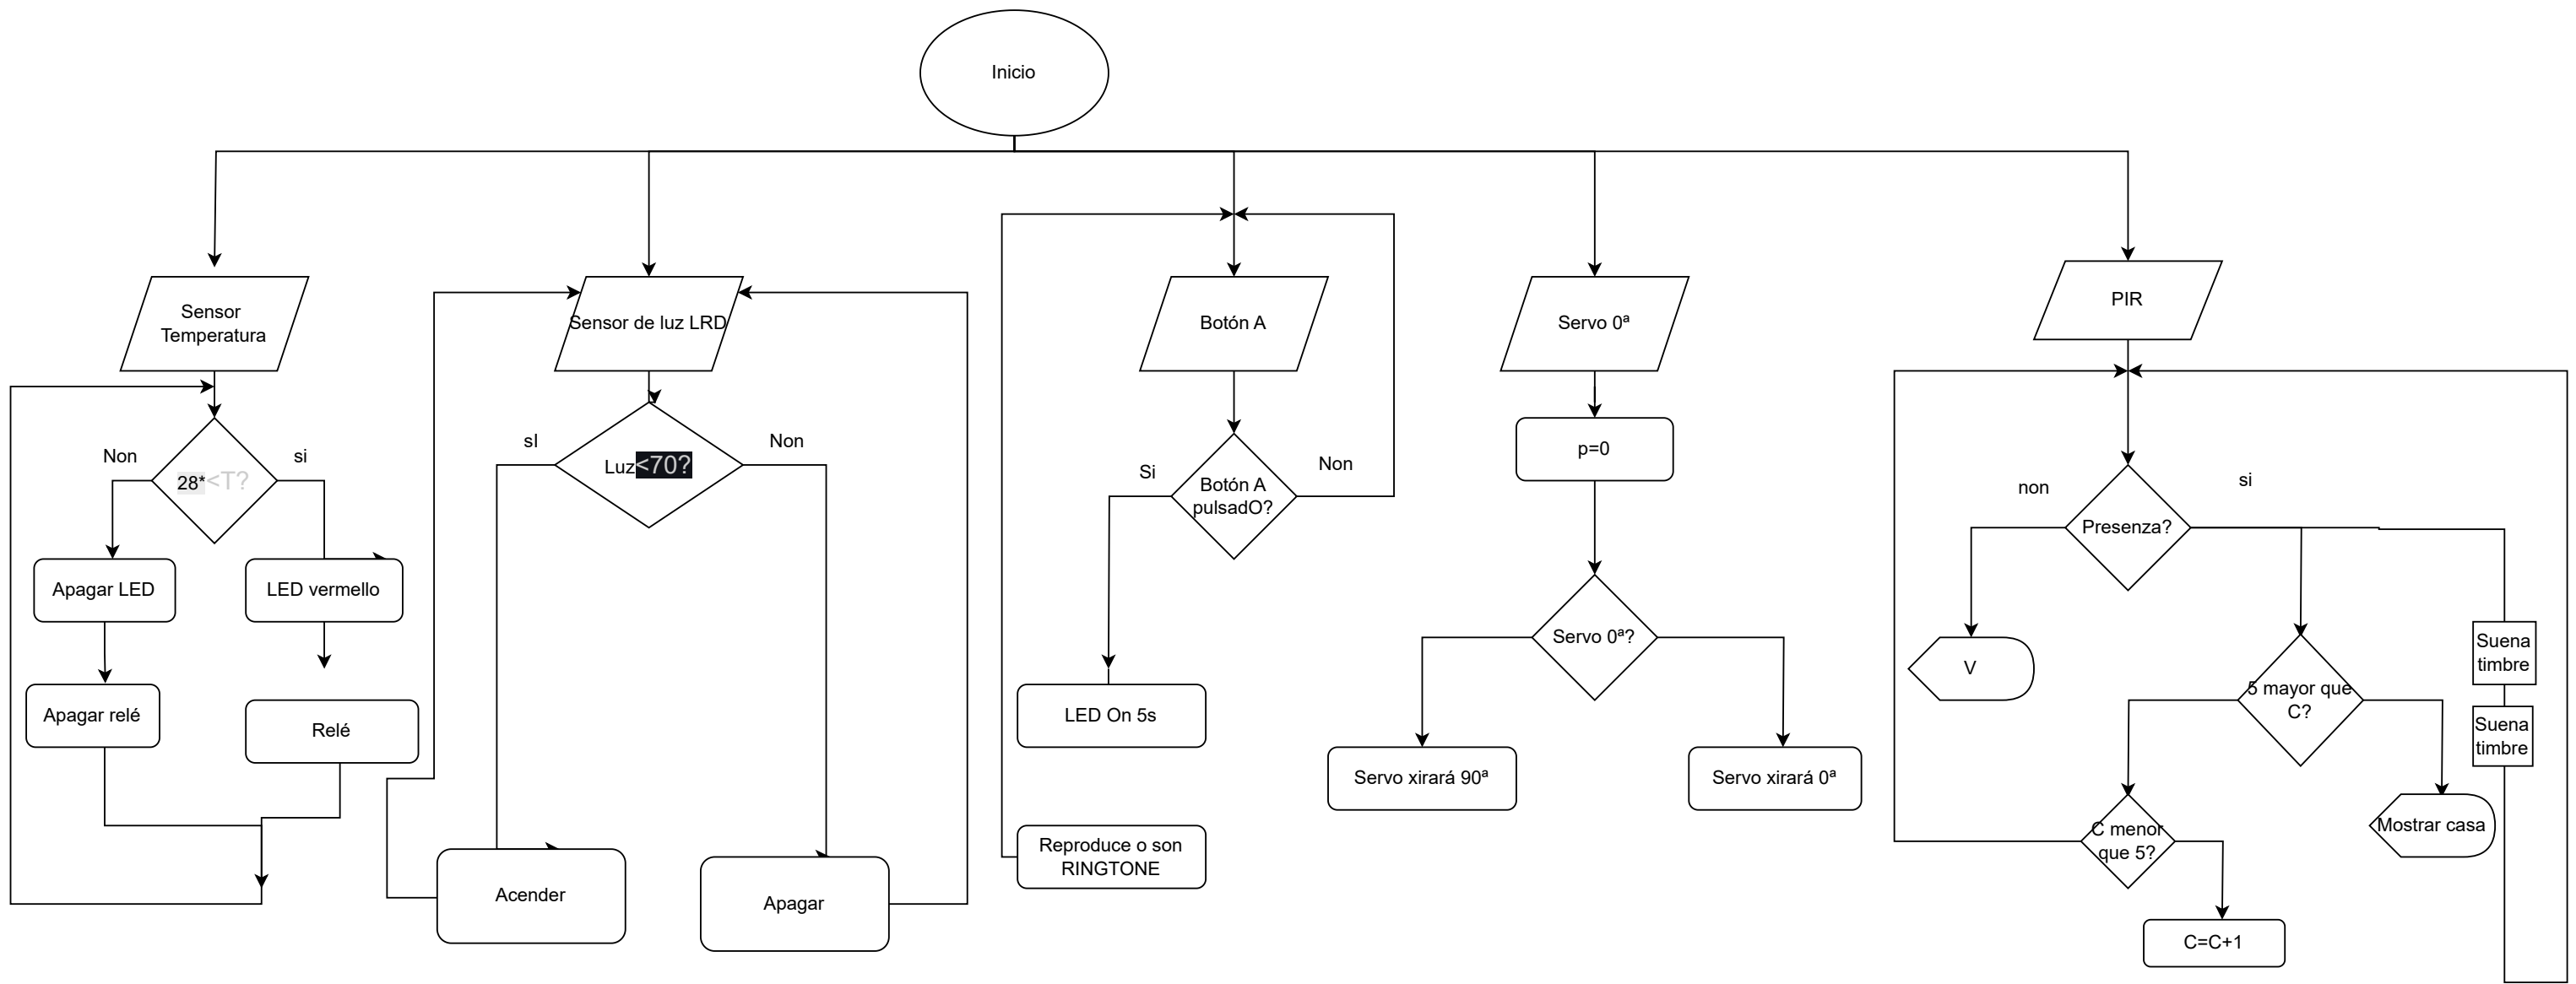 Inicio
Sensor
Temperatura
Sensor de luz LRD
Botón A
Servo 0ª
PIR
Non
si
28*<T?
sI
Non
Luz<70?
Si
Non
Botón A
pulsadO?
p=0
non
si
Presenza?
Apagar LED
LED vermello
Servo 0ª?
V
Suena
timbre
5 mayor que
C?
Apagar relé
Relé
LED On 5s
Suena
timbre
Servo xirará 90ª
Servo xirará 0ª
C menor
que 5?
Mostrar casa
Reproduce o son
RINGTONE
Acender
Apagar
C=C+1